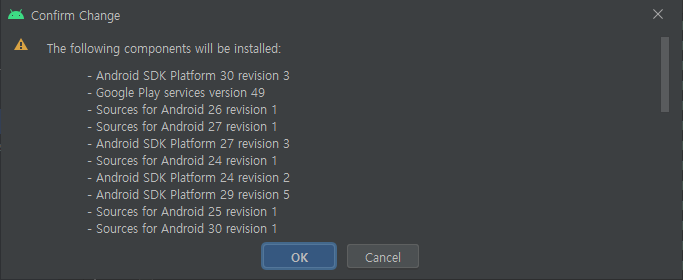 Confirm Change
The following components will be installed:
- Android SDK Platform 30 revision 3
- Google Play services version 49
- Sources for Android 26 revision 1
- Sources for Android 27 revision 1
- Android SDK Platform 27 revision 3
- Sources for Android 24 revision 1
- Android SDK Platform 24 revision 2
- Android SDK Platform 29 revision 5
- Sources for Android 25 revision 1
- Sources for Android 30 revision 1
OK Cancel